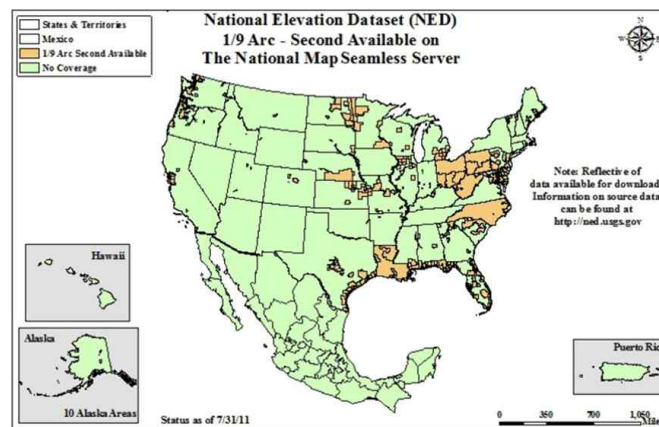 States & Territories
Mexico
1/9 Arc Second Available
No Coverage
National Elevation Dataset (NED)
1/9 Arc - Second Available on
The National Map Seamless Server
N
Note: Reflective of
data available for download.
Information on source data
can be found at
http://ned.usgs.gov
Hawaii
Alaska
10 Alaska Areas
Status as of 7/31/11
Puerto Rico
0 350 700 1,050
Miles